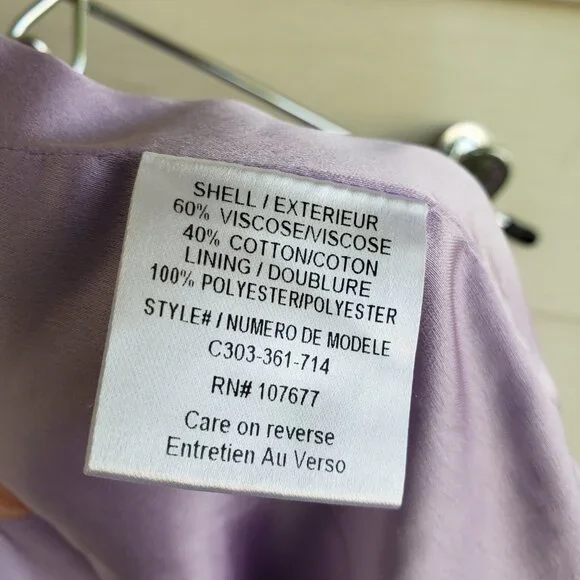 SHELL / EXTERIEUR
60% VISCOSE/VISCOSE
40% COTTON/COTON
LINING / DOUBLURE
100% POLYESTER/POLYESTER
STYLE# / NUMERO DE MODELE
C303-361-714
RN# 107677
Care on reverse
Entretien Au Verso